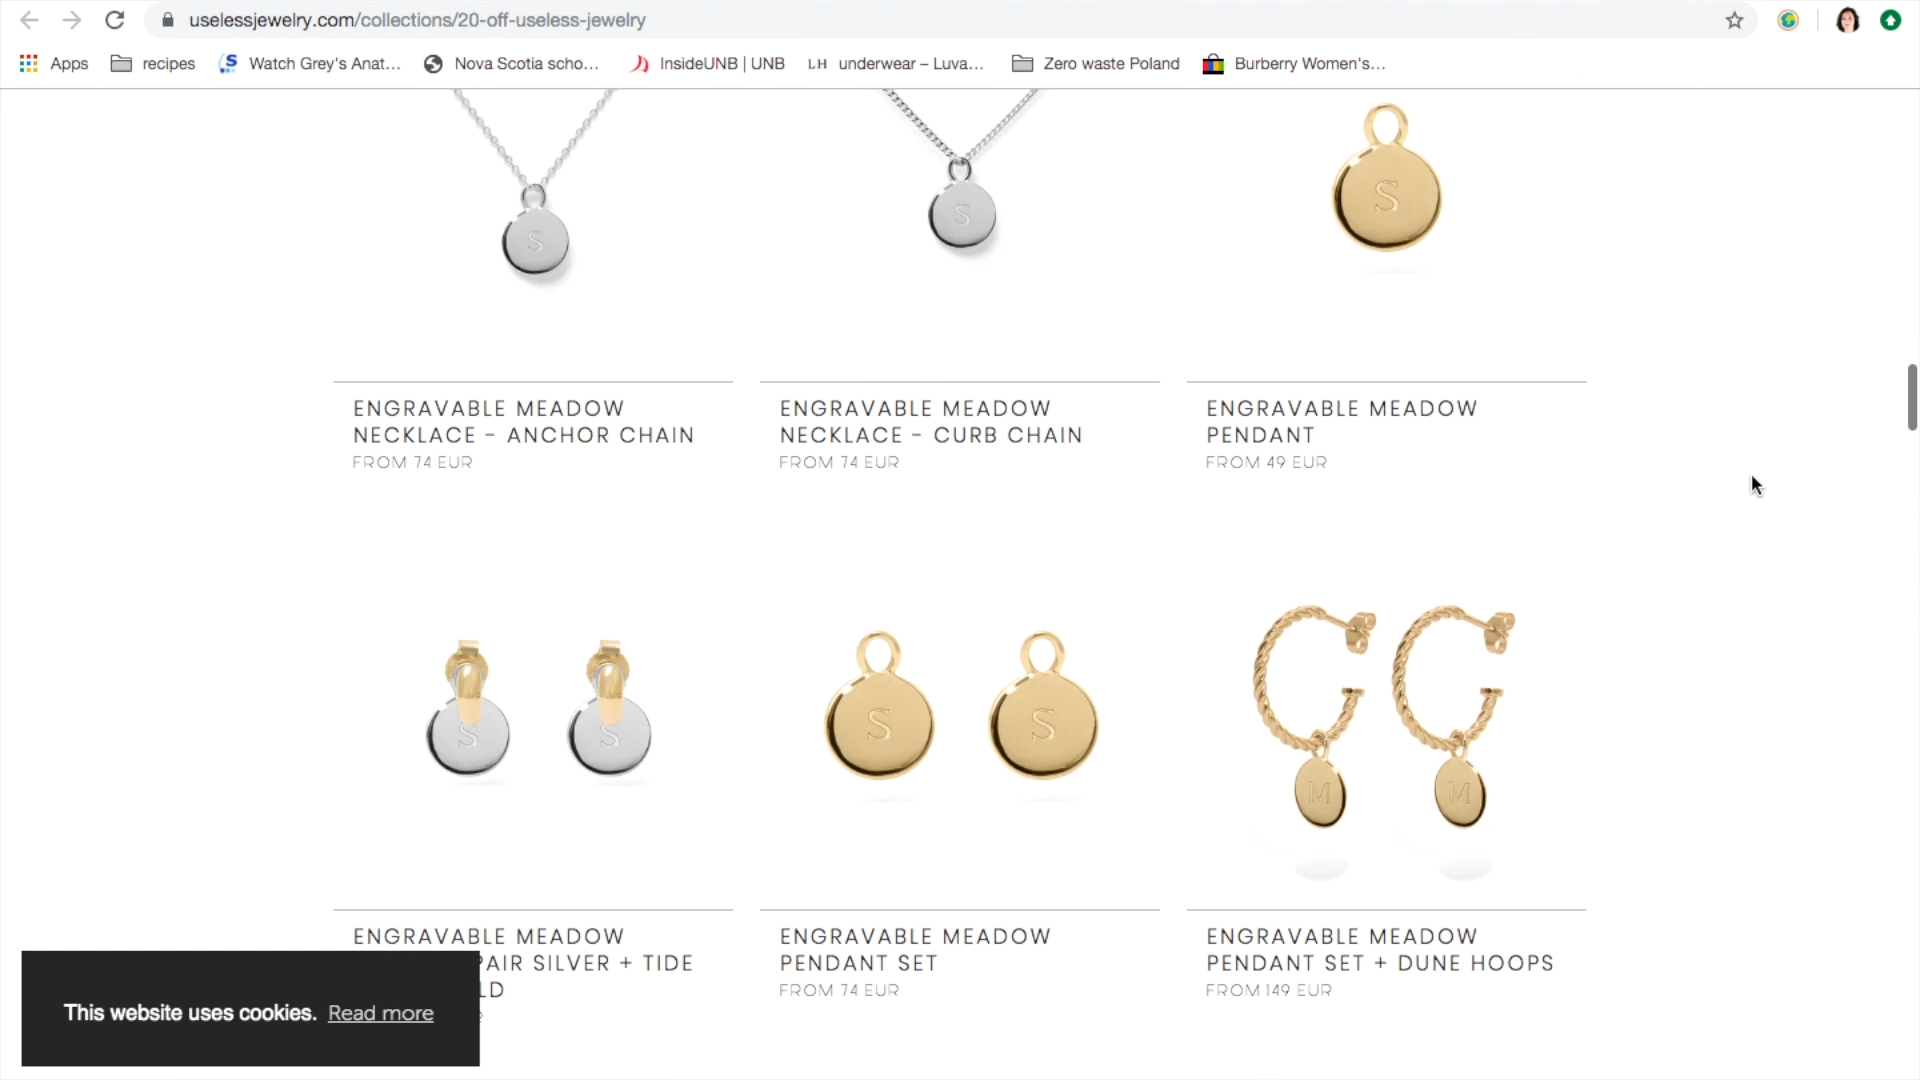 uselessjewelry.com/collections/20-off-useless-jewelry
Apps recipes Watch Grey's Anat... Nova Scotia scho... InsideUNB | UNB LH underwear – Luva... Zero waste Poland Burberry Women's...
S S S
ENGRAVABLE MEADOW
NECKLACE - ANCHOR CHAIN
FROM 74 EUR
ENGRAVABLE MEADOW
NECKLACE - CURB CHAIN
FROM 74 EUR
ENGRAVABLE MEADOW
PENDANT
FROM 49 EUR
S S S S M M
ENGRAVABLE MEADOW
PAIR SILVER + TIDE
LD
ENGRAVABLE MEADOW
PENDANT SET
FROM 74 EUR
ENGRAVABLE MEADOW
PENDANT SET + DUNE HOOPS
FROM 149 EUR
This website uses cookies. Read more